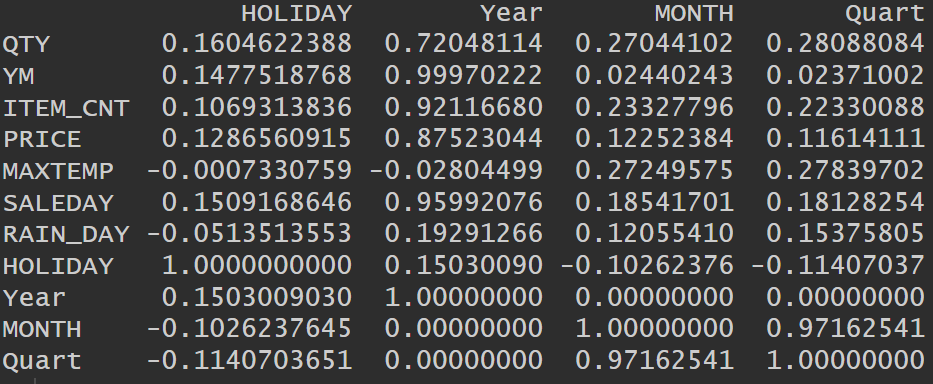 HOLIDAY Year MONTH Quart
QTY 0.1604622388 0.72048114 0.27044102 0.28088084
YM 0.1477518768 0.99970222 0.02440243 0.02371002
ITEM_CNT 0.1069313836 0.92116680 0.23327796 0.22330088
PRICE 0.1286560915 0.87523044 0.12252384 0.11614111
MAXTEMP -0.0007330759 -0.02804499 0.27249575 0.27839702
SALEDAY 0.1509168646 0.95992076 0.18541701 0.18128254
RAIN_DAY -0.0513513553 0.19291266 0.12055410 0.15375805
HOLIDAY 1.0000000000 0.15030090 -0.10262376 -0.11407037
Year 0.1503009030 1.00000000 0.00000000 0.00000000
MONTH -0.1026237645 0.00000000 1.00000000 0.97162541
Quart -0.1140703651 0.00000000 0.97162541 1.00000000